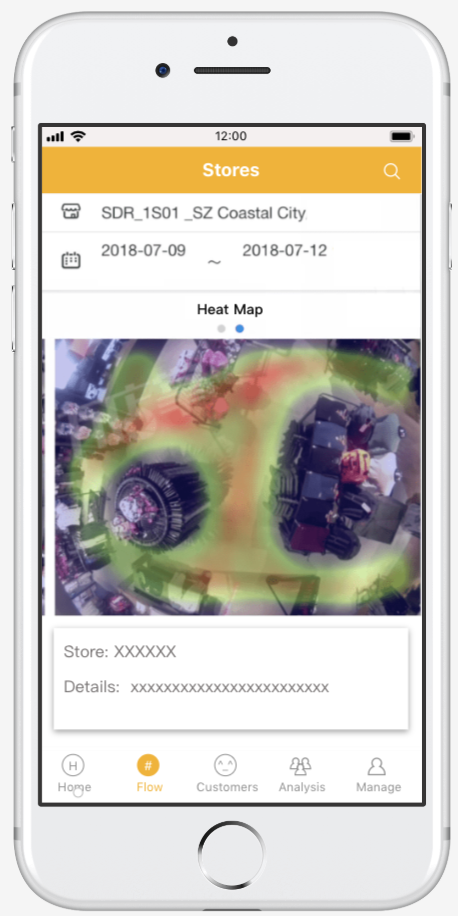 12:00
Stores
SDR_1S01 _SZ Coastal City
2018-07-09 ~ 2018-07-12
Heat Map
Store: XXXXXX
Details: xxxxxxxxxxxxxxxxxxxxxxxx
H # 
Home Flow Customers Analysis Manage